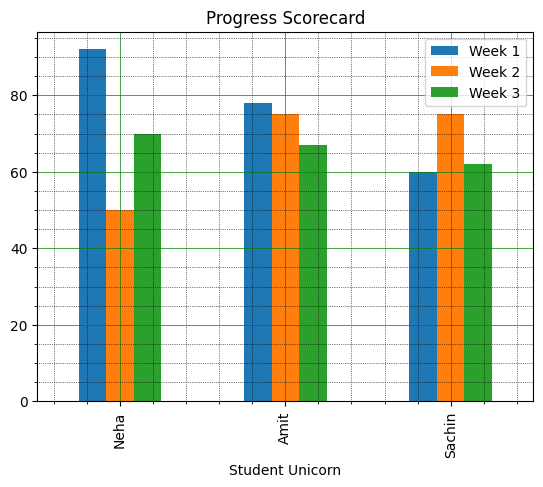 Progress Scorecard
Week 1
Week 2
Week 3
80
60
40
20
0
Neha
Amit
Sachin
Student Unicorn